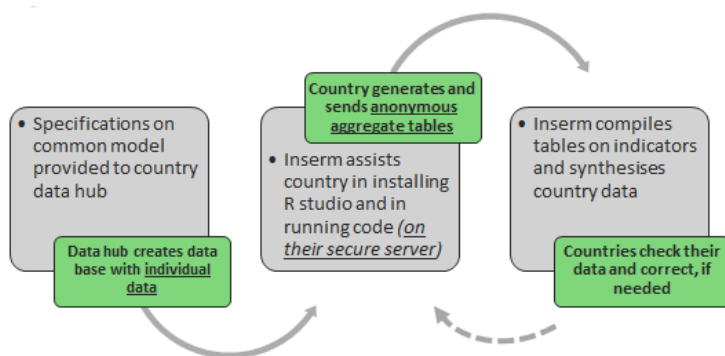 • Specifications on
common model
provided to country
data hub
Data hub creates data
base with individual
data
Country generates and
sends anonymous
aggregate tables
• Inserm assists
country in installing
R studio and in
running code (on
their secure server)
• Inserm compiles
tables on indicators
and synthesises
country data
Countries check their
data and correct, if
needed